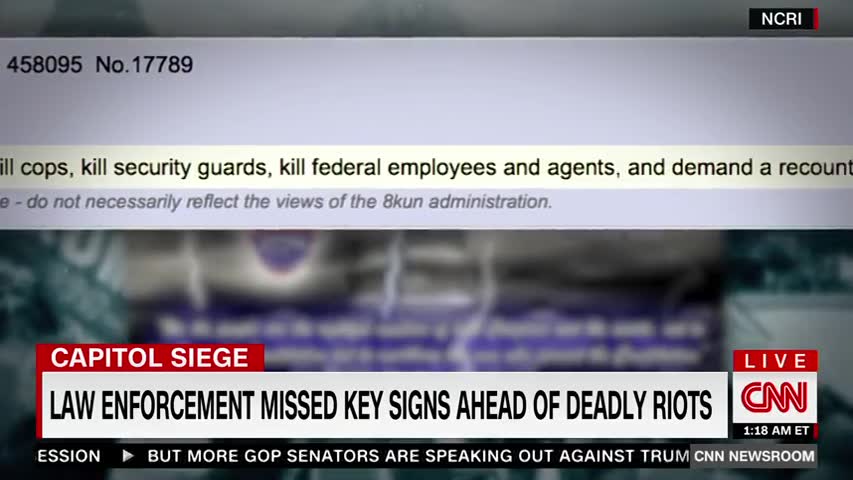 NCRI
458095 No.17789
ill cops, kill security guards, kill federal employees and agents, and demand a recount
e - do not necessarily reflect the views of the 8kun administration.
CAPITOL SIEGE
LAW ENFORCEMENT MISSED KEY SIGNS AHEAD OF DEADLY RIOTS
LIVE
CNN
1:18 AM ET
ESSION ▶ BUT MORE GOP SENATORS ARE SPEAKING OUT AGAINST TRUM
CNN NEWSROOM